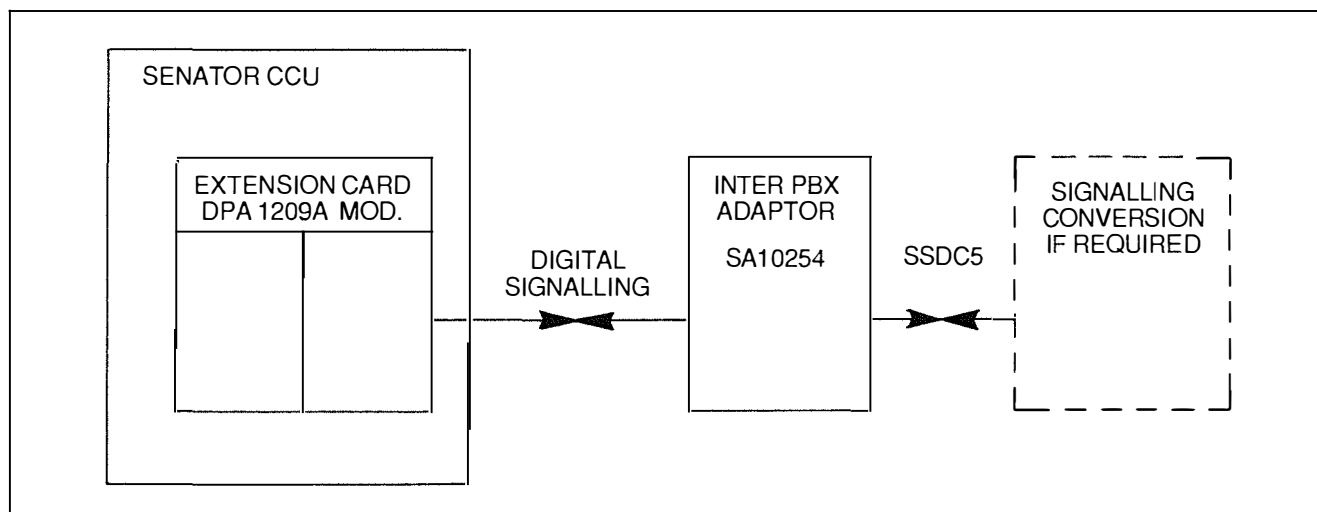 SENATOR CCU
EXTENSION CARD
DPA 1209A MOD.
DIGITAL
SIGNALLING
INTER PBX
ADAPTOR
SA10254
SSDC5
SIGNALLING
CONVERSION
IF REQUIRED